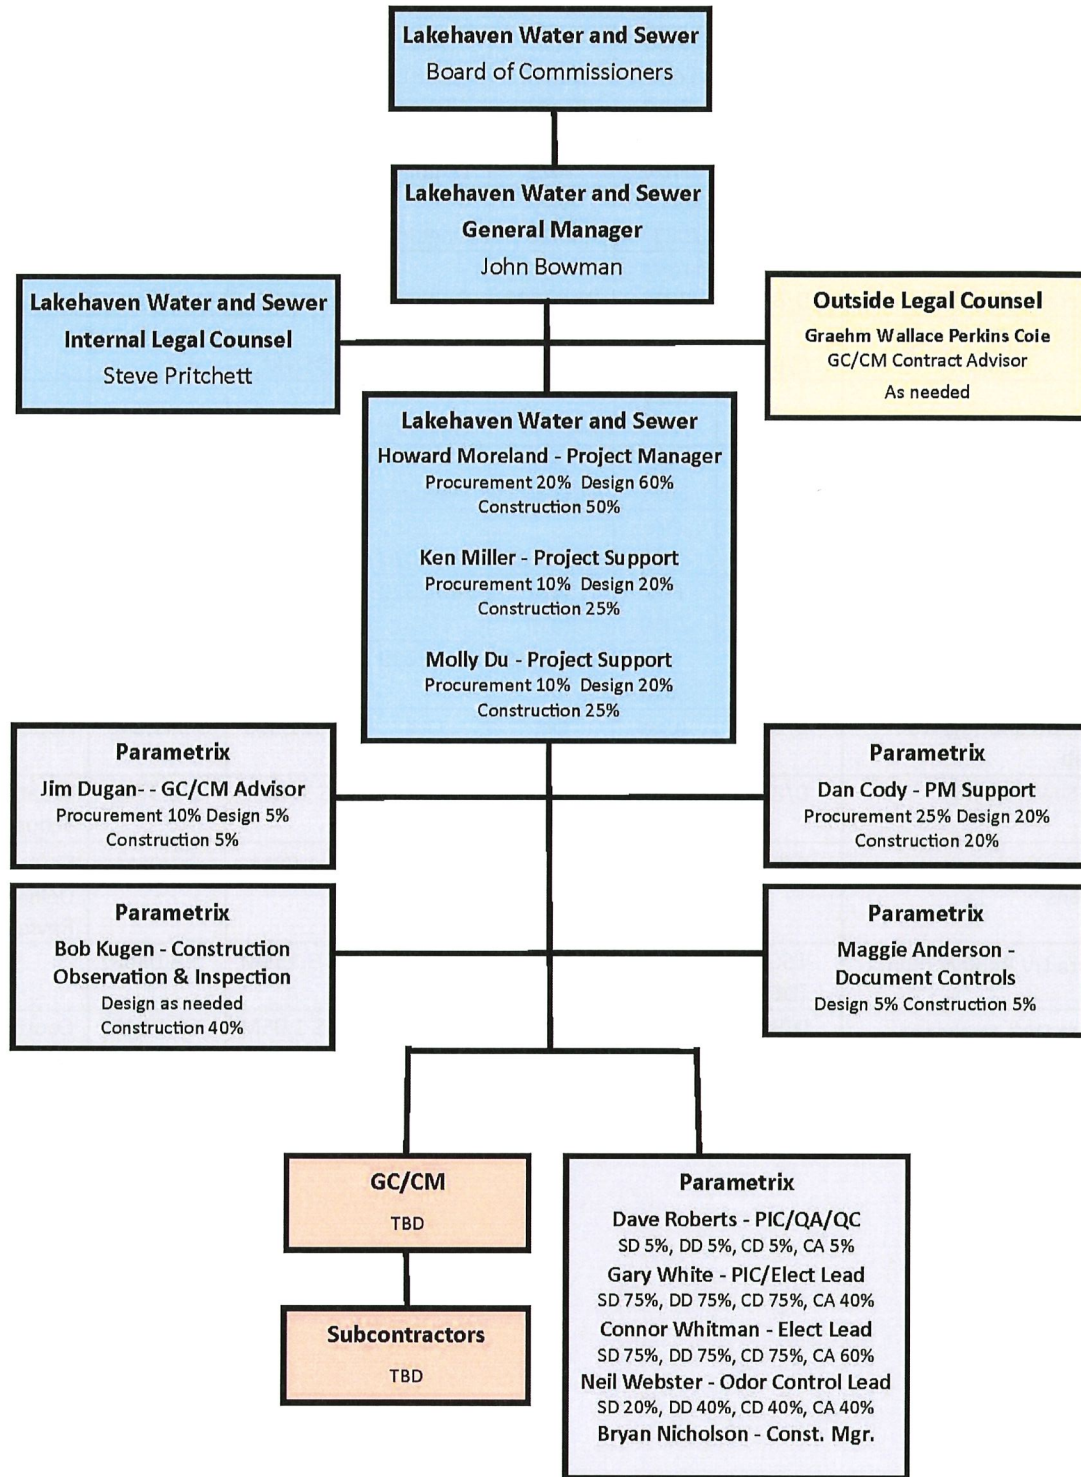 Lakehaven Water and Sewer
Board of Commissioners
Lakehaven Water and Sewer
General Manager
John Bowman
Lakehaven Water and Sewer
Internal Legal Counsel
Steve Pritchett
Outside Legal Counsel
Graehm Wallace Perkins Coie
GC/CM Contract Advisor
As needed
Lakehaven Water and Sewer
Howard Moreland - Project Manager
Procurement 20% Design 60%
Construction 50%
Ken Miller - Project Support
Procurement 10% Design 20%
Construction 25%
Molly Du - Project Support
Procurement 10% Design 20%
Construction 25%
Parametrix
Jim Dugan- - GC/CM Advisor
Procurement 10% Design 5%
Construction 5%
Parametrix
Dan Cody - PM Support
Procurement 25% Design 20%
Construction 20%
Parametrix
Bob Kugen - Construction
Observation & Inspection
Design as needed
Construction 40%
Parametrix
Maggie Anderson -
Document Controls
Design 5% Construction 5%
GC/CM
TBD
Subcontractors
TBD
Parametrix
Dave Roberts - PIC/QA/QC
SD 5%, DD 5%, CD 5%, CA 5%
Gary White - PIC/Elect Lead
SD 75%, DD 75%, CD 75%, CA 40%
Connor Whitman - Elect Lead
SD 75%, DD 75%, CD 75%, CA 60%
Neil Webster - Odor Control Lead
SD 20%, DD 40%, CD 40%, CA 40%
Bryan Nicholson - Const. Mgr.